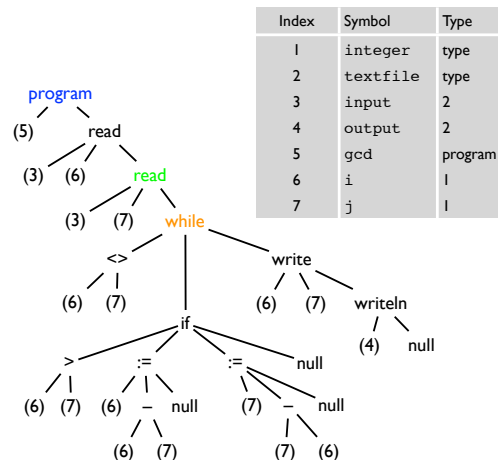 Index Symbol Type
1 integer type
2 textfile type
3 input 2
4 output 2
5 gcd program
6 i 1
7 j 1
program
(5) read
(3) (6) read
(3) (7) while
<> write
(6) (7) (6) (7) writeln
if (4) null
> := := null
(6) (7) (6) − null (7) − null
(6) (7) (7) (6)